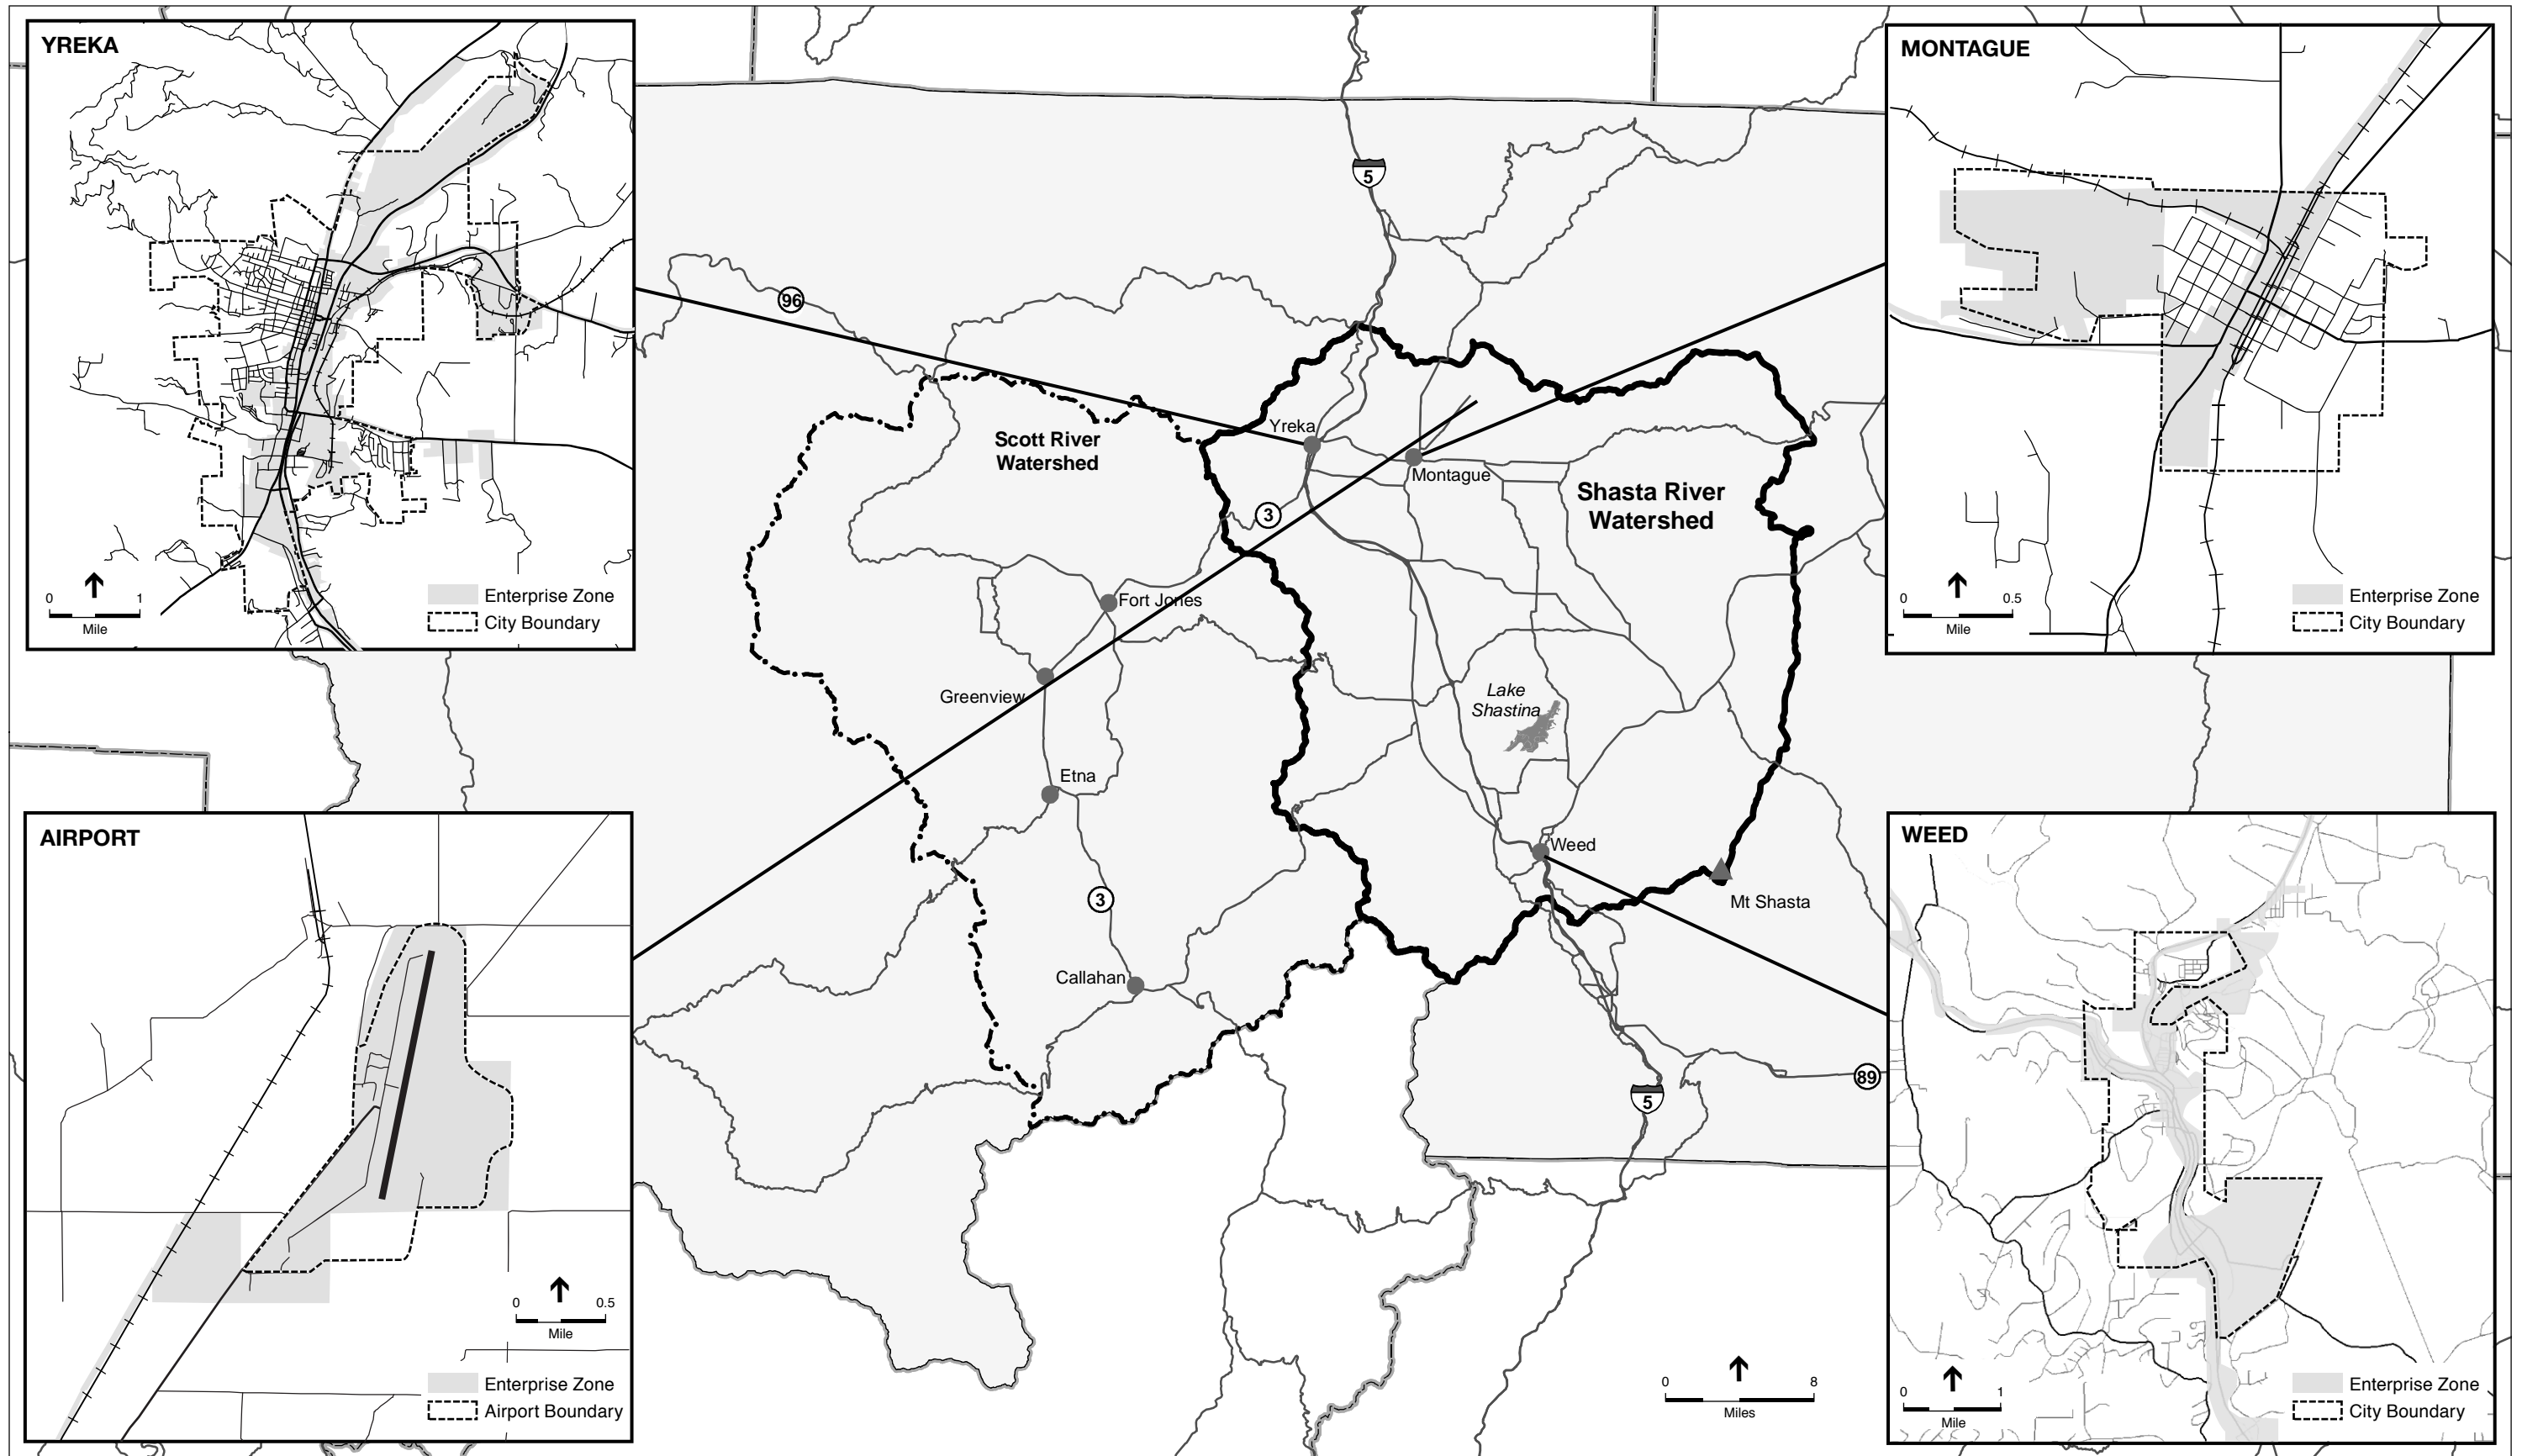 YREKA
0 1
Mile
Enterprise Zone
City Boundary
MONTAGUE
0 0.5
Mile
Enterprise Zone
City Boundary
5
96
Scott River
Watershed
Yreka
Montague
3
Shasta River
Watershed
Fort Jones
Greenview
Lake
Shastina
Etna
Weed
3
Mt Shasta
Callahan
89
5
0 8
Miles
AIRPORT
0 0.5
Mile
Enterprise Zone
Airport Boundary
WEED
0 1
Mile
Enterprise Zone
City Boundary